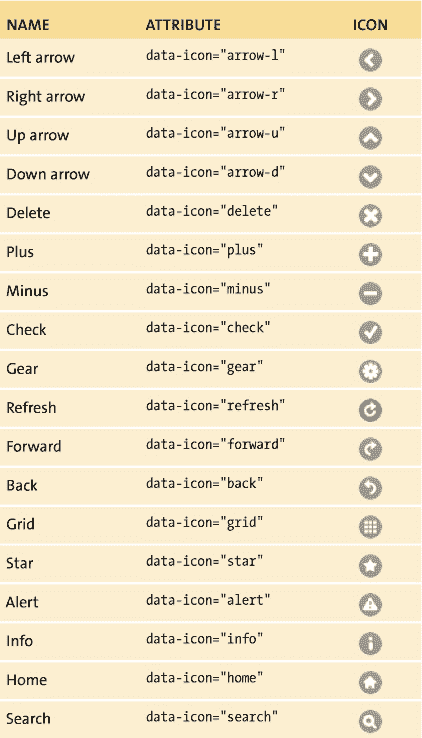 NAME ATTRIBUTE ICON
Left arrow data-icon="arrow-l"
Right arrow data-icon="arrow-r"
Up arrow data-icon="arrow-u"
Down arrow data-icon="arrow-d"
Delete data-icon="delete"
Plus data-icon="plus"
Minus data-icon="minus"
Check data-icon="check"
Gear data-icon="gear"
Refresh data-icon="refresh"
Forward data-icon="forward"
Back data-icon="back"
Grid data-icon="grid"
Star data-icon="star"
Alert data-icon="alert"
Info data-icon="info"
Home data-icon="home"
Search data-icon="search"